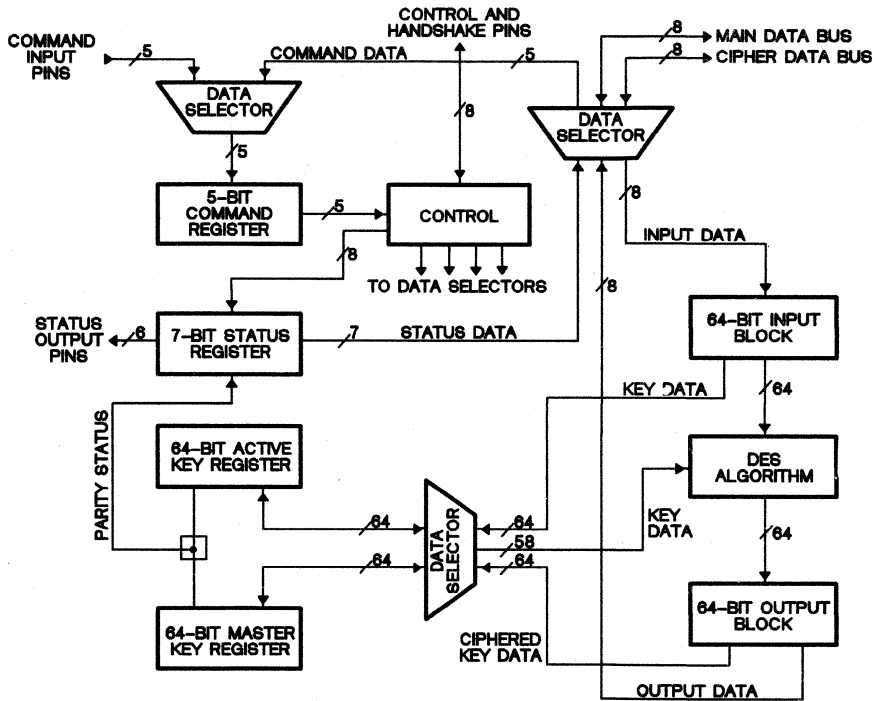 COMMAND
INPUT
PINS
5
COMMAND DATA
CONTROL AND
HANDSHAKE PINS
5
8
MAIN DATA BUS
8
CIPHER DATA BUS
DATA
SELECTOR
8
DATA
SELECTOR
5
8
5-BIT
COMMAND
REGISTER
5
CONTROL
INPUT DATA
8
TO DATA SELECTORS
8
STATUS
OUTPUT
PINS
6
7-BIT STATUS
REGISTER
7
STATUS DATA
64-BIT INPUT
BLOCK
KEY DATA
64
PARITY STATUS
64-BIT ACTIVE
KEY REGISTER
DES
ALGORITHM
64
DATA
SELECTOR
64
58
KEY
DATA
64
64
64
64-BIT MASTER
KEY REGISTER
CIPHERED
KEY DATA
64-BIT OUTPUT
BLOCK
OUTPUT DATA